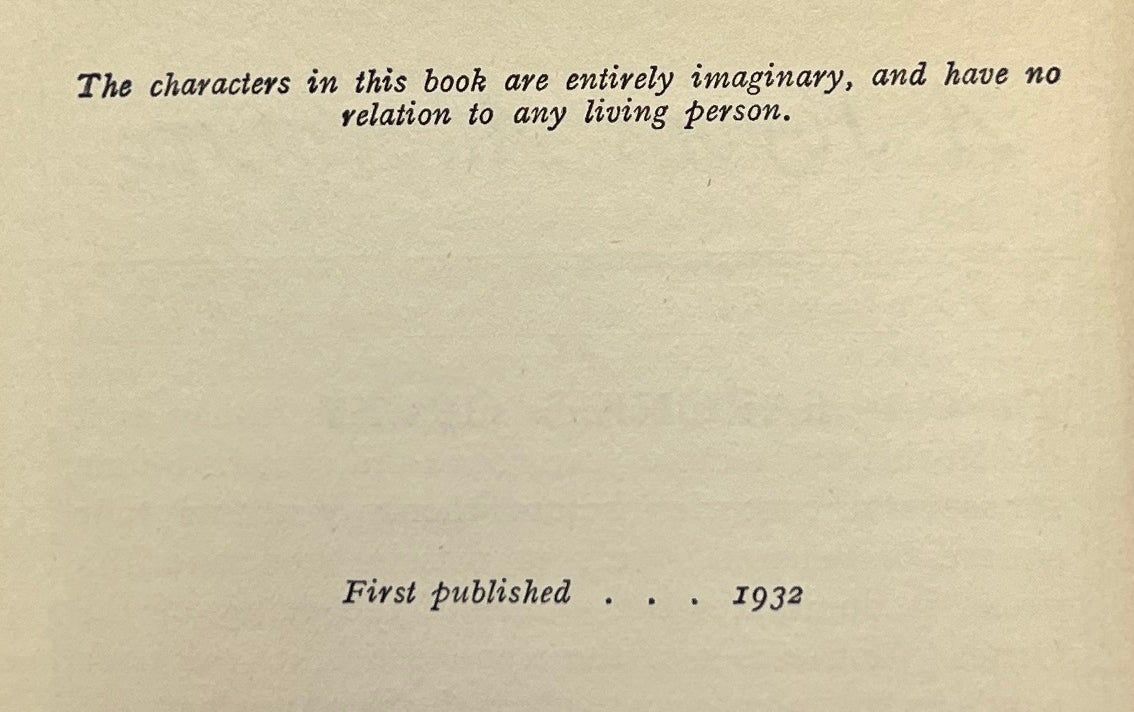 The characters in this book are entirely imaginary, and have no
relation to any living person.
First published . . . 1932